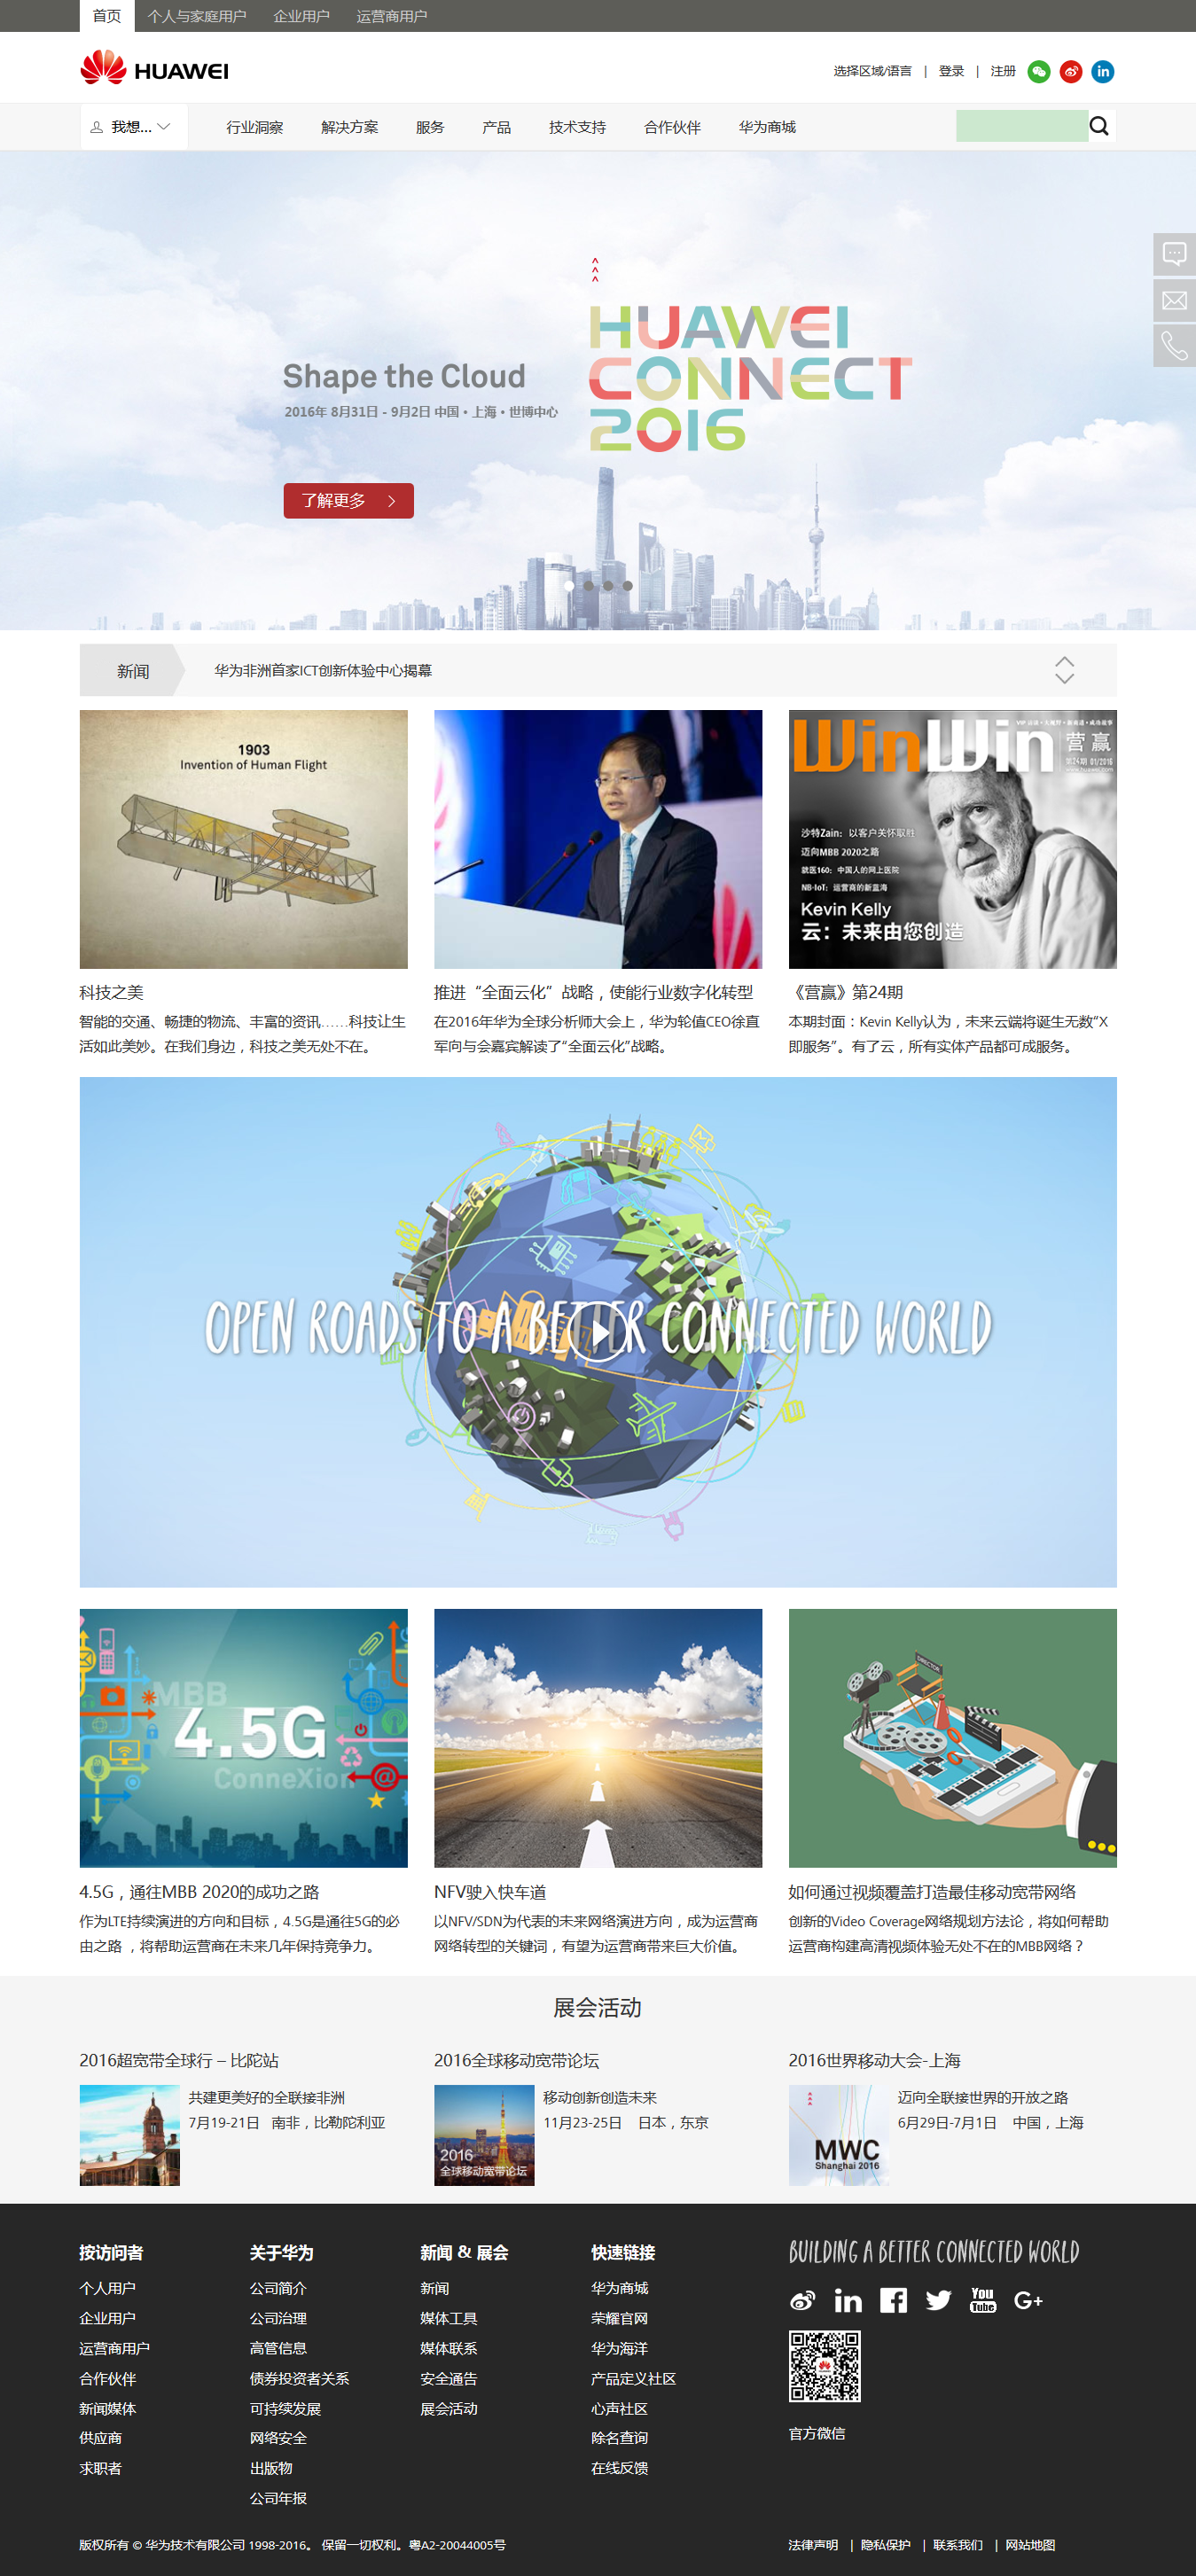 首页 个人与家庭用户 企业用户 运营商用户
HUAWEI
选择区域/语言 | 登录 | 注册
我想... 行业洞察 解决方案 服务 产品 技术支持 合作伙伴 华为商城
HUAWEI
CONNECT
2016
Shape the Cloud
2016年 8月31日 - 9月2日 中国·上海·世博中心
了解更多
新闻 华为非洲首家ICT创新体验中心揭幕
1903
Invention of Human Flight
WinWin
营赢
第24期 01/2016
www.huawei.com
沙特Zain：以客户关怀取胜
迈向MBB 2020之路
就医160：中国人的网上医院
NB-IoT：运营商的新蓝海
Kevin Kelly
云：未来由您创造
科技之美
智能的交通、畅捷的物流、丰富的资讯……科技让生
活如此美妙。在我们身边，科技之美无处不在。
推进“全面云化”战略，使能行业数字化转型
在2016年华为全球分析师大会上，华为轮值CEO徐直
军向与会嘉宾解读了“全面云化”战略。
《营赢》第24期
本期封面：Kevin Kelly认为，未来云端将诞生无数“X
即服务”。有了云，所有实体产品都可成服务。
OPEN ROADS TO A BETTER CONNECTED WORLD
MBB
4.5G
ConneXion
DIRECTOR
4.5G，通往MBB 2020的成功之路
作为LTE持续演进的方向和目标，4.5G是通往5G的必
由之路 ，将帮助运营商在未来几年保持竞争力。
NFV驶入快车道
以NFV/SDN为代表的未来网络演进方向，成为运营商
网络转型的关键词，有望为运营商带来巨大价值。
如何通过视频覆盖打造最佳移动宽带网络
创新的Video Coverage网络规划方法论，将如何帮助
运营商构建高清视频体验无处不在的MBB网络？
展会活动
2016超宽带全球行 – 比陀站
共建更美好的全联接非洲
7月19-21日 南非，比勒陀利亚
2016全球移动宽带论坛
2016
全球移动宽带论坛
移动创新创造未来
11月23-25日 日本，东京
2016世界移动大会-上海
MWC
Shanghai 2016
迈向全联接世界的开放之路
6月29日-7月1日 中国，上海
按访问者
个人用户
企业用户
运营商用户
合作伙伴
新闻媒体
供应商
求职者
关于华为
公司简介
公司治理
高管信息
债券投资者关系
可持续发展
网络安全
出版物
公司年报
新闻 & 展会
新闻
媒体工具
媒体联系
安全通告
展会活动
快速链接
华为商城
荣耀官网
华为海洋
产品定义社区
心声社区
除名查询
在线反馈
BUILDING A BETTER CONNECTED WORLD
in You Tube G+
官方微信
版权所有 © 华为技术有限公司 1998-2016。 保留一切权利。粤A2-20044005号
法律声明 | 隐私保护 | 联系我们 | 网站地图